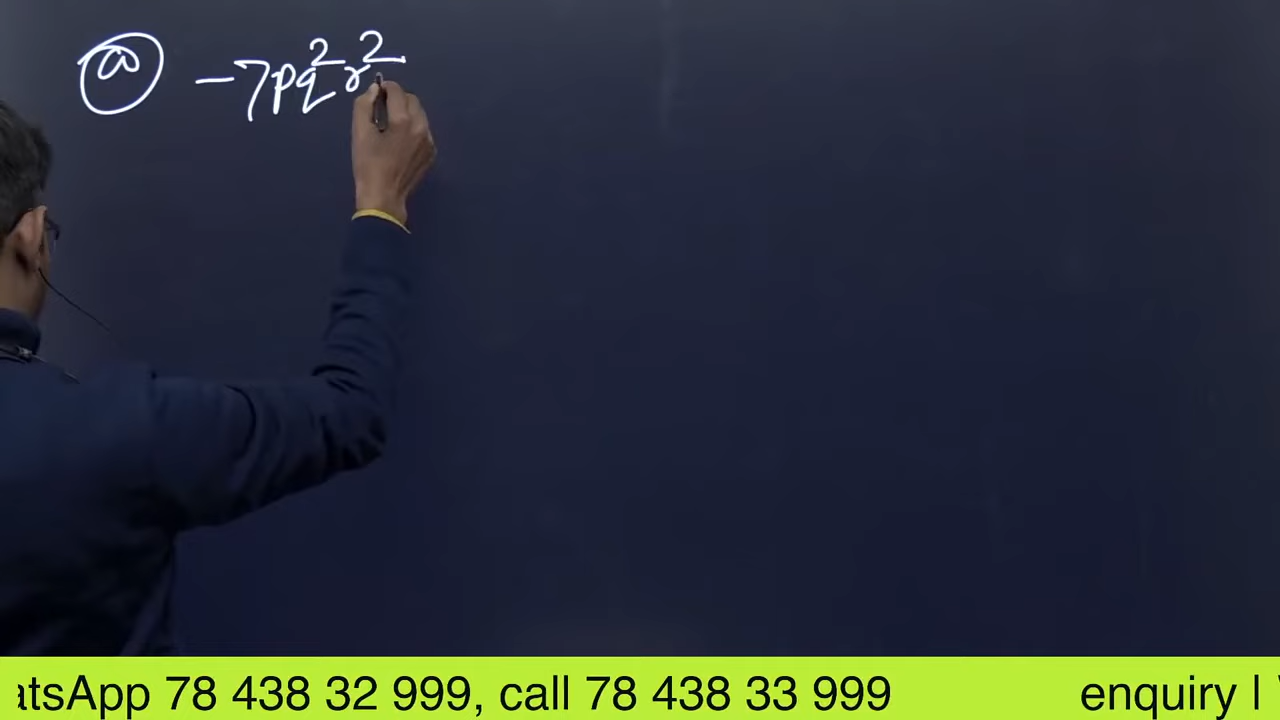 ⓐ -7pq²r²
atsApp 78 438 32 999, call 78 438 33 999 enquiry |